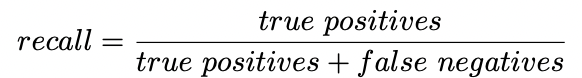 recall = true positives / true positives + false negatives